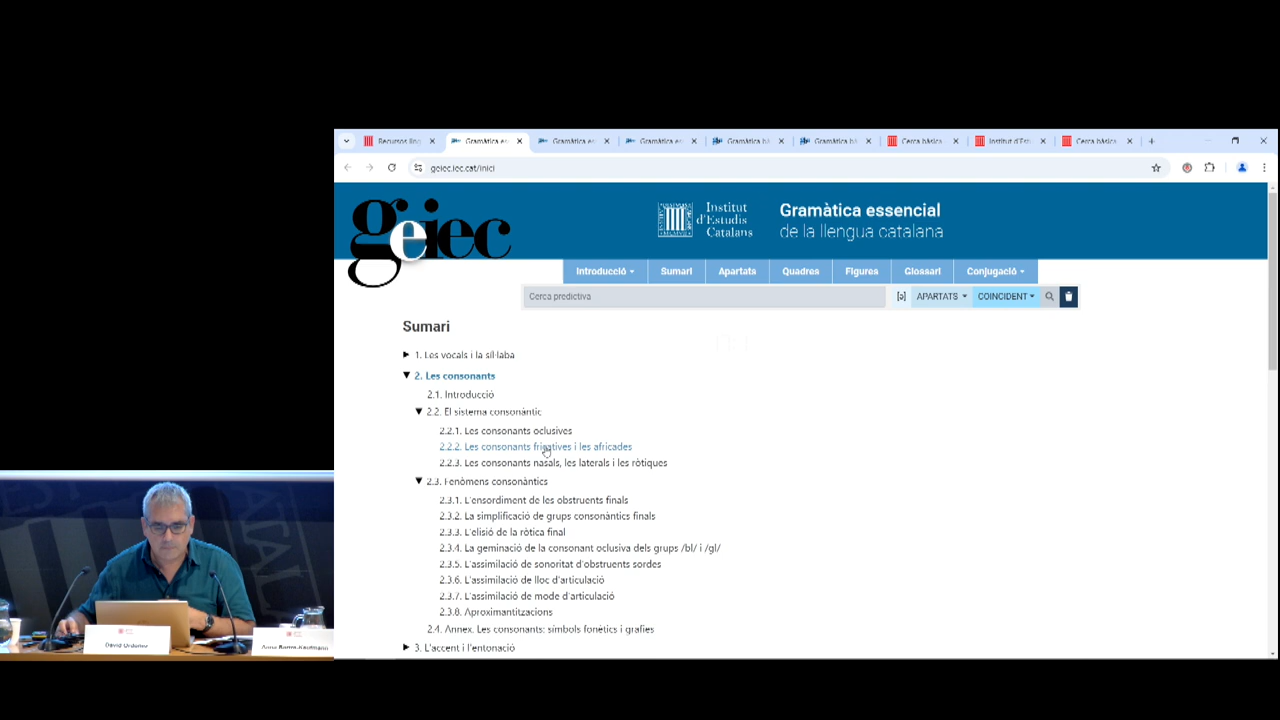 Recursos ling
Gramàtica es
Gramàtica es
Gramàtica es
Gramàtica bà
Gramàtica bà
Cerca bàsica
Institut d'Estu
Cerca bàsica
geiec.iec.cat/inici
geiec
Institut
d'Estudis
Catalans
Gramàtica essencial
de la llengua catalana
Introducció
Sumari
Apartats
Quadres
Figures
Glossari
Conjugació
Cerca predictiva
[ə]
APARTATS
COINCIDENT
Sumari
1. Les vocals i la síl·laba
2. Les consonants
2.1. Introducció
2.2. El sistema consonàntic
2.2.1. Les consonants oclusives
2.2.2. Les consonants fricatives i les africades
2.2.3. Les consonants nasals, les laterals i les ròtiques
2.3. Fenòmens consonàntics
2.3.1. L'ensordiment de les obstruents finals
2.3.2. La simplificació de grups consonàntics finals
2.3.3. L'elisió de la ròtica final
2.3.4. La geminació de la consonant oclusiva dels grups /bl/ i /gl/
2.3.5. L'assimilació de sonoritat d'obstruents sordes
2.3.6. L'assimilació de lloc d'articulació
2.3.7. L'assimilació de mode d'articulació
2.3.8. Aproximantitzacions
2.4. Annex. Les consonants: símbols fonètics i grafies
3. L'accent i l'entonació
David
Anna